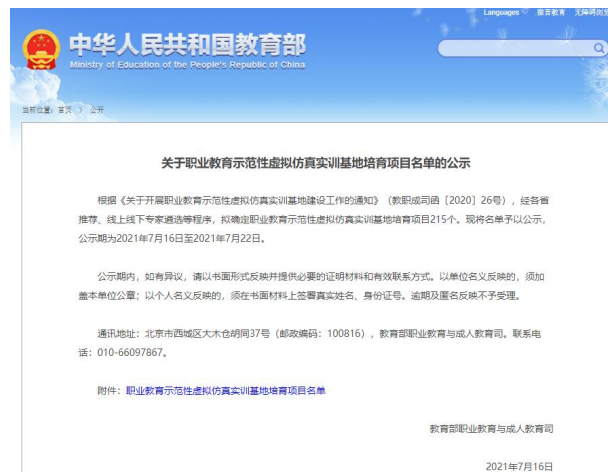 Languages 微言教育 无障碍浏览
中华人民共和国教育部
Ministry of Education of the People's Republic of China
当前位置：首页 > 公开
关于职业教育示范性虚拟仿真实训基地培育项目名单的公示
根据《关于开展职业教育示范性虚拟仿真实训基地建设工作的通知》（教职成司函〔2020〕26号），经各省
推荐、线上线下专家遴选等程序，拟确定职业教育示范性虚拟仿真实训基地培育项目215个。现将名单予以公示，
公示期为2021年7月16日至2021年7月22日。
公示期内，如有异议，请以书面形式反映并提供必要的证明材料和有效联系方式。以单位名义反映的，须加
盖本单位公章；以个人名义反映的，须在书面材料上签署真实姓名、身份证号。逾期及匿名反映不予受理。
通讯地址：北京市西城区大木仓胡同37号（邮政编码：100816），教育部职业教育与成人教育司。联系电
话：010-66097867。
附件：职业教育示范性虚拟仿真实训基地培育项目名单
教育部职业教育与成人教育司
2021年7月16日